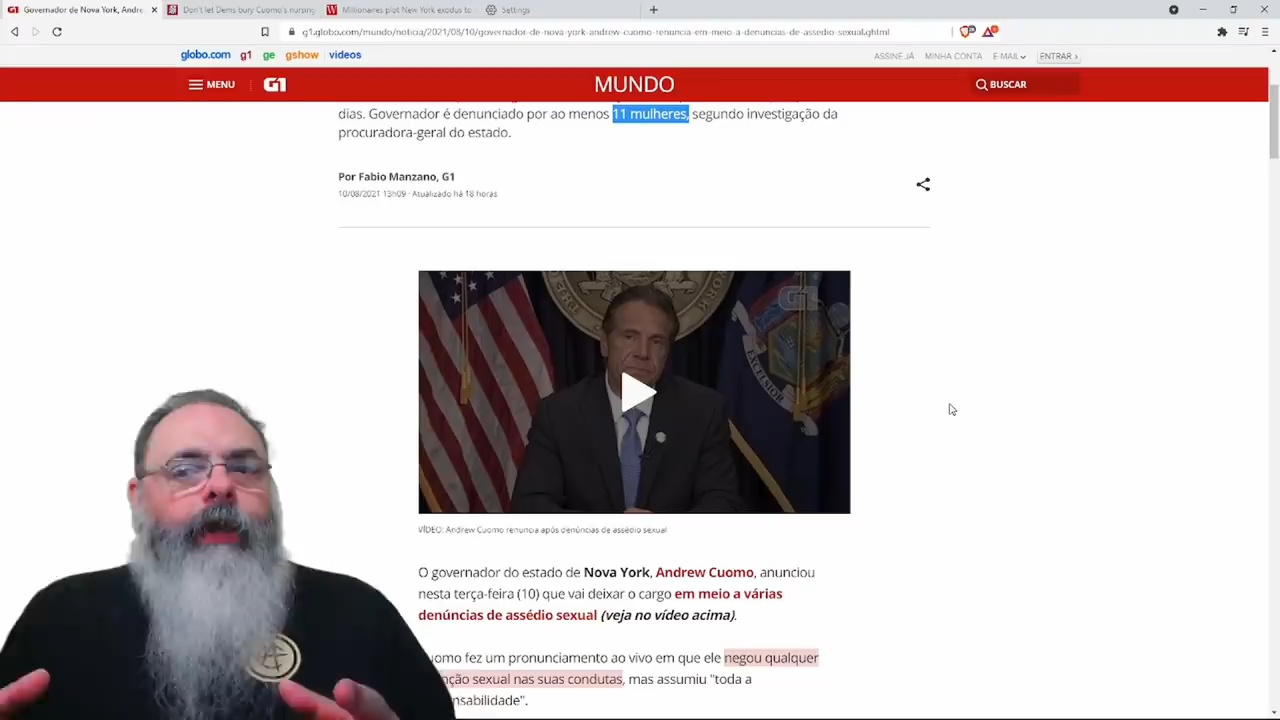 Governador de Nova York, Andre
Don't let Dems bury Cuomo's nursing
Millionaires plot New York exodus to
Settings
g1.globo.com/mundo/noticia/2021/08/10/governador-de-nova-york-andrew-cuomo-renuncia-em-meio-a-denuncias-de-assedio-sexual.ghtml
globo.com g1 ge gshow videos
ASSINE JÁ MINHA CONTA E-MAIL ENTRAR ›
MENU G1 MUNDO BUSCAR
dias. Governador é denunciado por ao menos 11 mulheres, segundo investigação da
procuradora-geral do estado.
Por Fabio Manzano, G1
10/08/2021 13h09 · Atualizado há 18 horas
G1
EXCELSIOR
VÍDEO: Andrew Cuomo renuncia após denúncias de assédio sexual
O governador do estado de Nova York, Andrew Cuomo, anunciou
nesta terça-feira (10) que vai deixar o cargo em meio a várias
denúncias de assédio sexual (veja no vídeo acima).
uomo fez um pronunciamento ao vivo em que ele negou qualquer
nção sexual nas suas condutas, mas assumiu "toda a
nsabilidade".